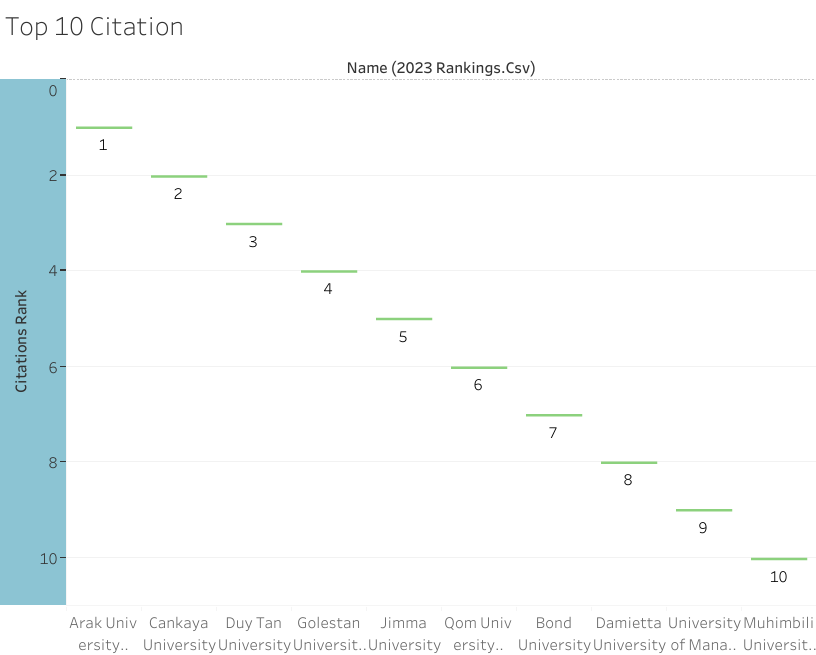 Top 10 Citation
Name (2023 Rankings.Csv)
Citations Rank
0
2
4
6
8
10
1
2
3
4
5
6
7
8
9
10
Arak Univ
ersity..
Cankaya
University
Duy Tan
University
Golestan
Universit..
Jimma
University
Qom Univ
ersity..
Bond
University
Damietta
University
University
of Mana..
Muhimbili
Universit..